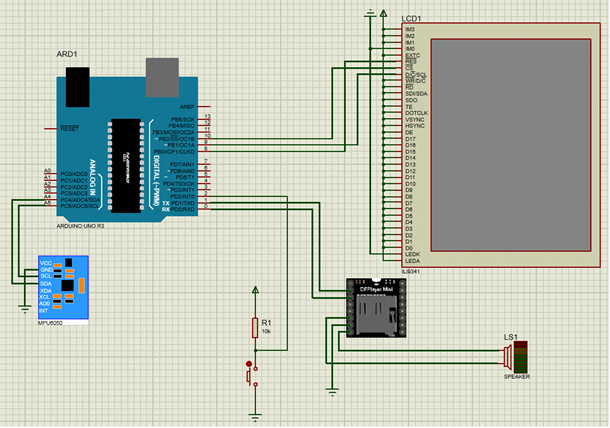 LCD1
IM3
IM2
IM1
IM0
EXTC
RES
CS
D/C/SCL
WR/D/C
RD
SDI/SDA
SDO
TE
DOTCLK
VSYNC
HSYNC
DE
D17
D16
D15
D14
D13
D12
D11
D10
D9
D8
D7
D6
D5
D4
D3
D2
D1
D0
LEDK
LEDA
ILI9341
ARD1
RESET
AREF
PB5/SCK
13
PB4/MISO
12
11
PB2/SS/OC1B
10
~ PB1/OC1A
9
PB0/ICP1/CLKO
8
PD7/AIN1
7
6
PD5/T1
5
PD4/T0/XCK
4
PD3/INT1
3
PD2/INT0
2
TX PD1/TXD
1
RX PD0/RXD
0
ANALOG IN
DIGITAL (~PWM)
A0
PC0/ADC0
A1
PC1/ADC1
A2
PC2/ADC2
A3
PC3/ADC3
A4
PC4/ADC4/SDA
A5
PC5/ADC5/SCL
ARDUINO UNO R3
VCC
GND
SCL
SDA
XDA
XCL
AD0
INT
MPU6050
R1
10k
DFPlayer Mini
LS1
SPEAKER